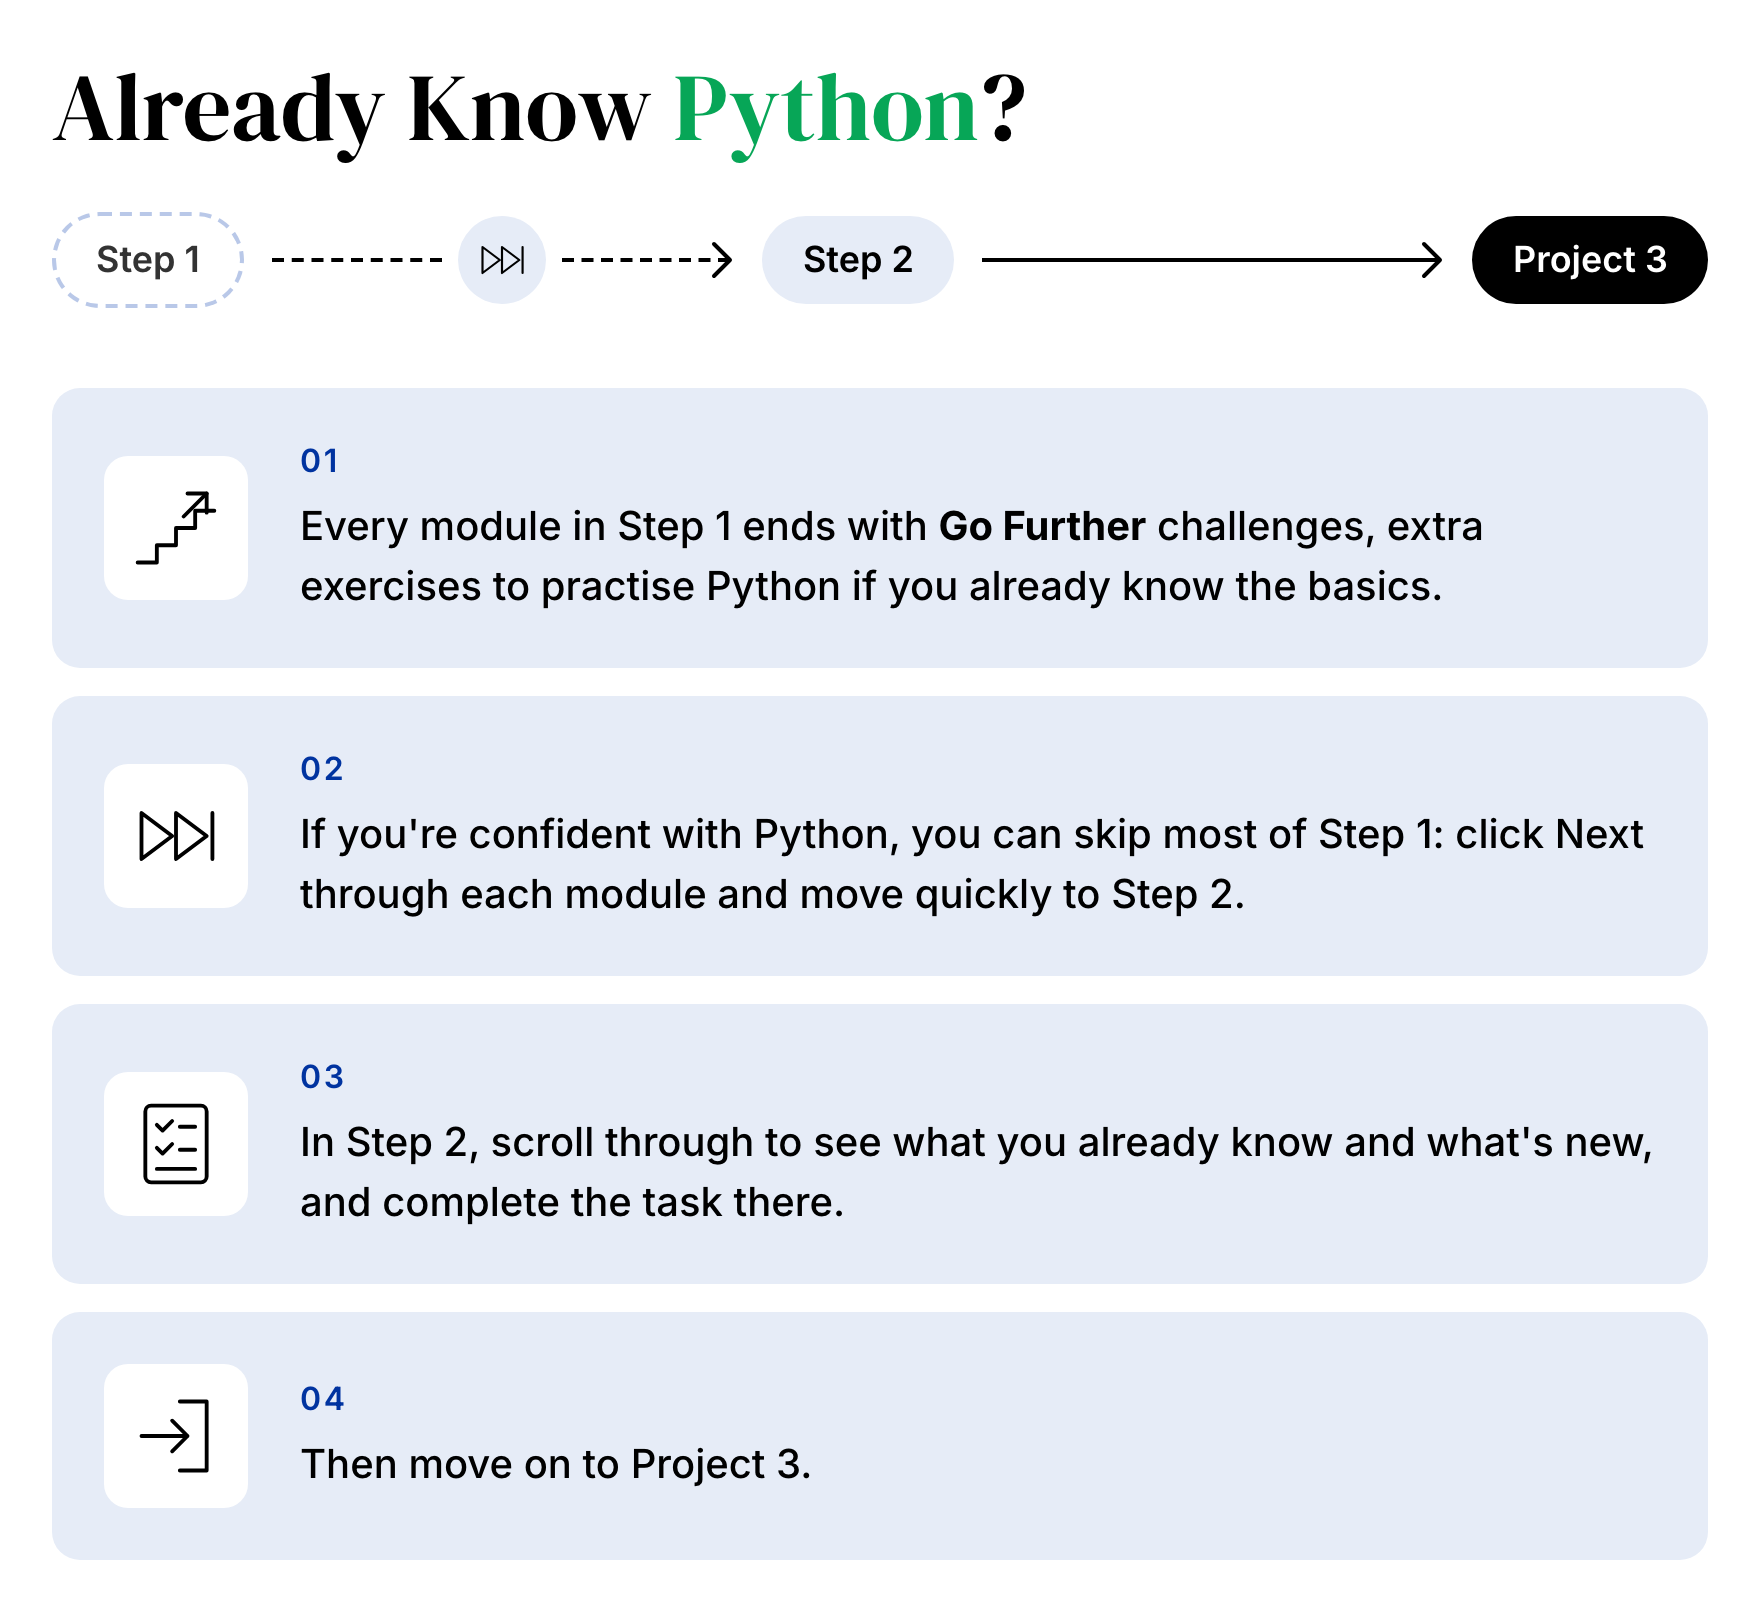 Already Know Python?
Step 1
Step 2
Project 3
01
Every module in Step 1 ends with Go Further challenges, extra
exercises to practise Python if you already know the basics.
02
If you're confident with Python, you can skip most of Step 1: click Next
through each module and move quickly to Step 2.
03
In Step 2, scroll through to see what you already know and what's new,
and complete the task there.
04
Then move on to Project 3.